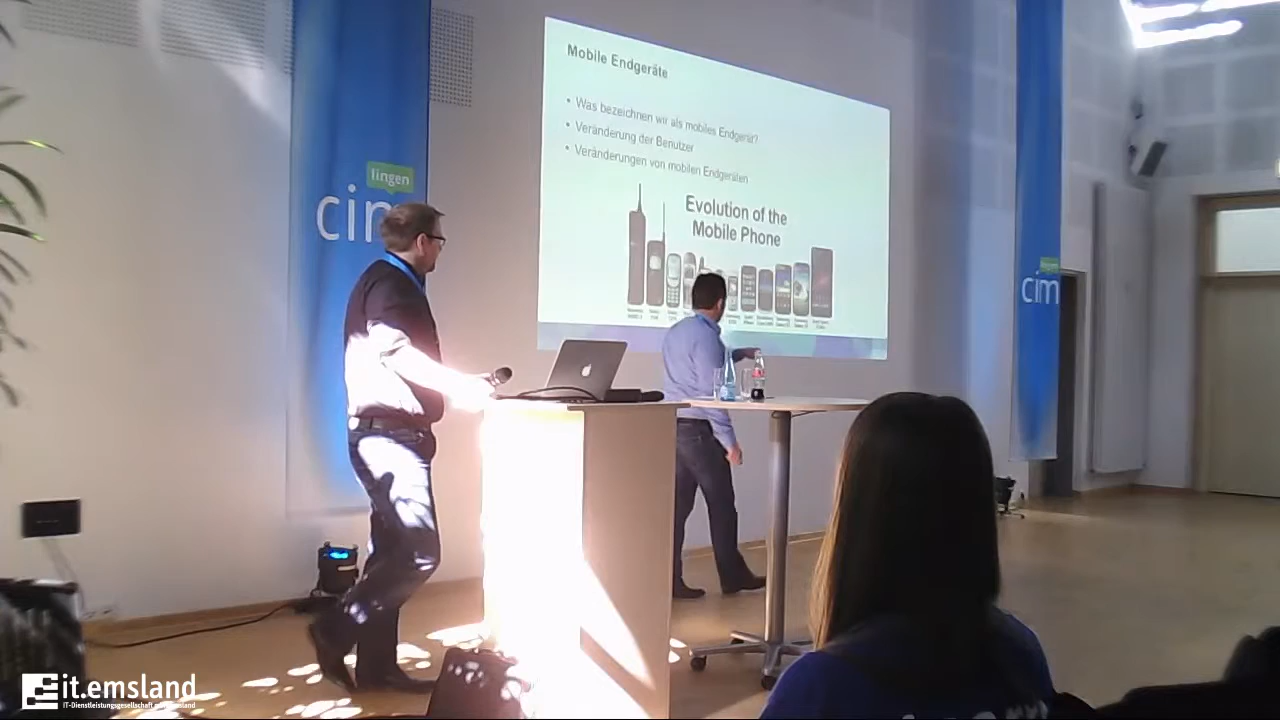 Mobile Endgeräte
• Was bezeichnen wir als mobiles Endgerät?
• Veränderung der Benutzer
• Veränderungen von mobilen Endgeräten
Evolution of the
Mobile Phone
lingen
cim
cim
it.emsland